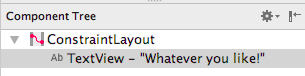 Component Tree
ConstraintLayout
Ab TextView – "Whatever you like!"